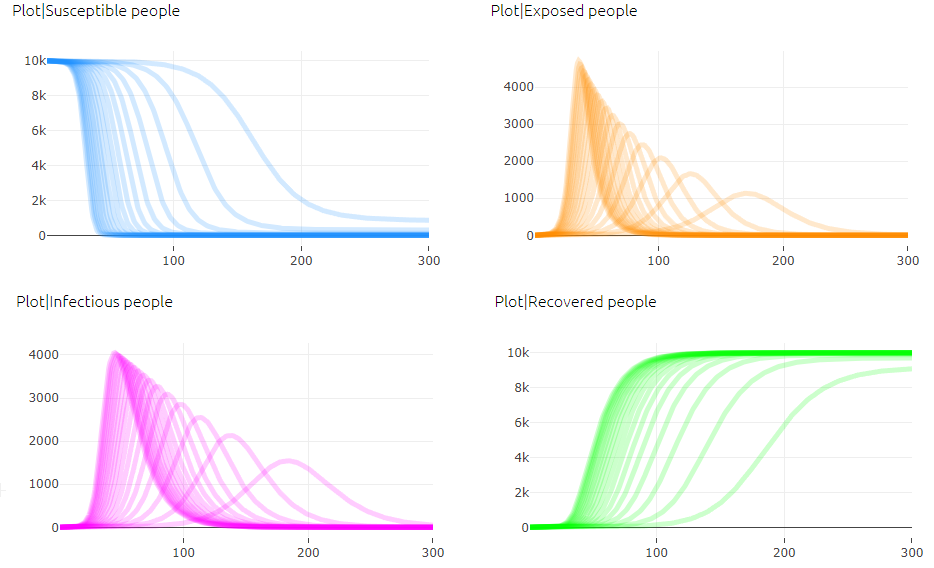 Plot|Susceptible people
10k
8k
6k
4k
2k
0
100
200
300
Plot|Exposed people
4000
3000
2000
1000
0
100
200
300
Plot|Infectious people
4000
3000
2000
1000
0
100
200
300
Plot|Recovered people
10k
8k
6k
4k
2k
0
100
200
300